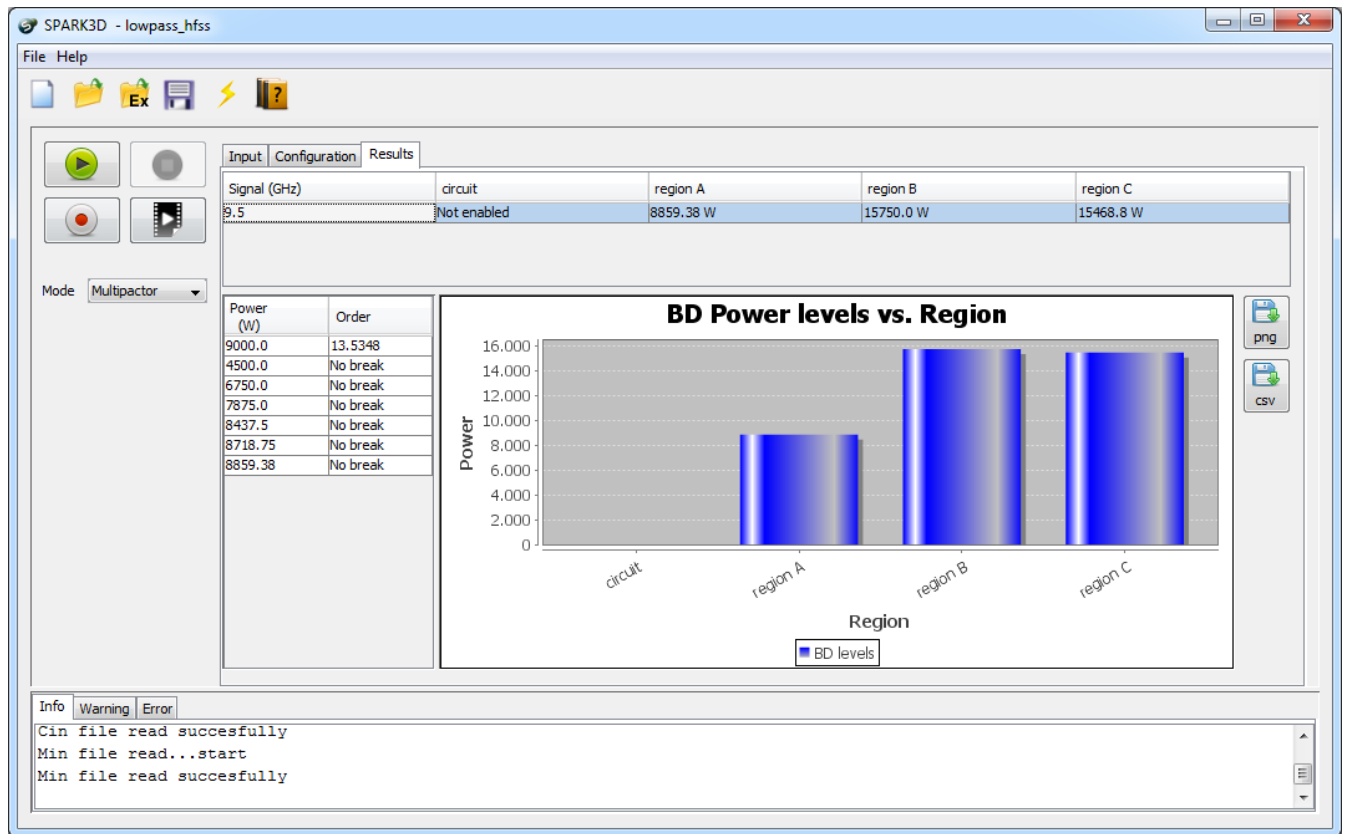 SPARK3D - lowpass_hfss
File Help
Ex
?
Input Configuration Results
Signal (GHz) circuit region A region B region C
9.5 Not enabled 8859.38 W 15750.0 W 15468.8 W
Mode Multipactor
Power (W) Order
9000.0 13.5348
4500.0 No break
6750.0 No break
7875.0 No break
8437.5 No break
8718.75 No break
8859.38 No break
BD Power levels vs. Region
Power
16.000
14.000
12.000
10.000
8.000
6.000
4.000
2.000
0
circuit region A region B region C
Region
BD levels
png
csv
Info Warning Error
Cin file read succesfully
Min file read...start
Min file read succesfully